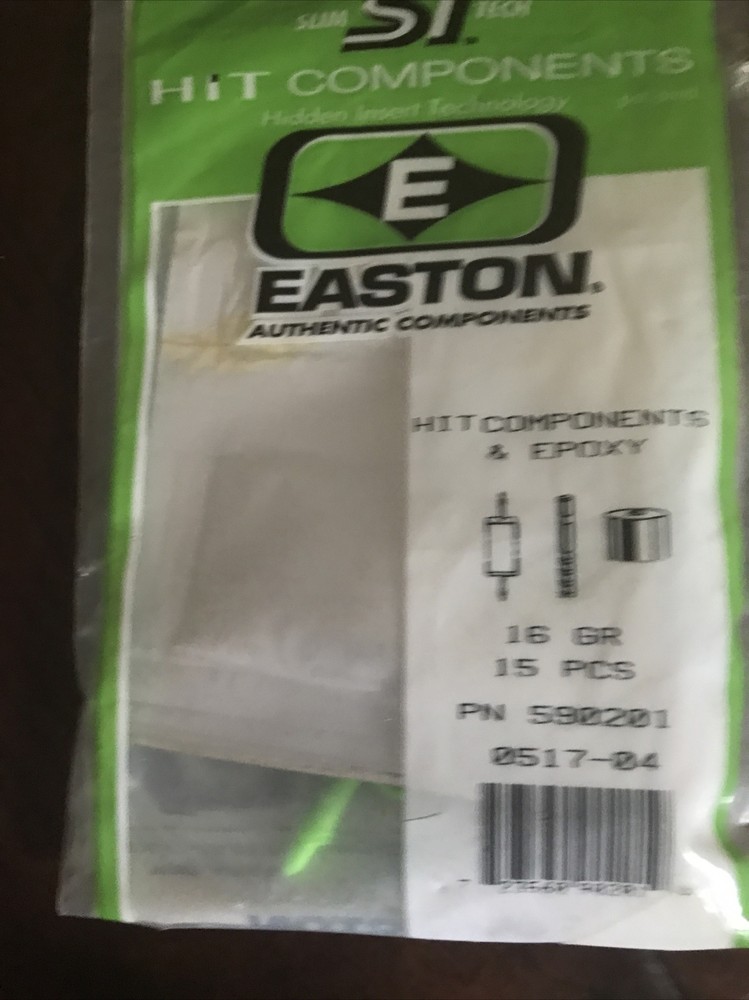 SLIM ST TECH
HIT COMPONENTS
Hidden Insert Technology
E
EASTON®
AUTHENTIC COMPONENTS
HIT COMPONENTS
& EPOXY
16 GR
15 PCS
PN 590201
0517-04